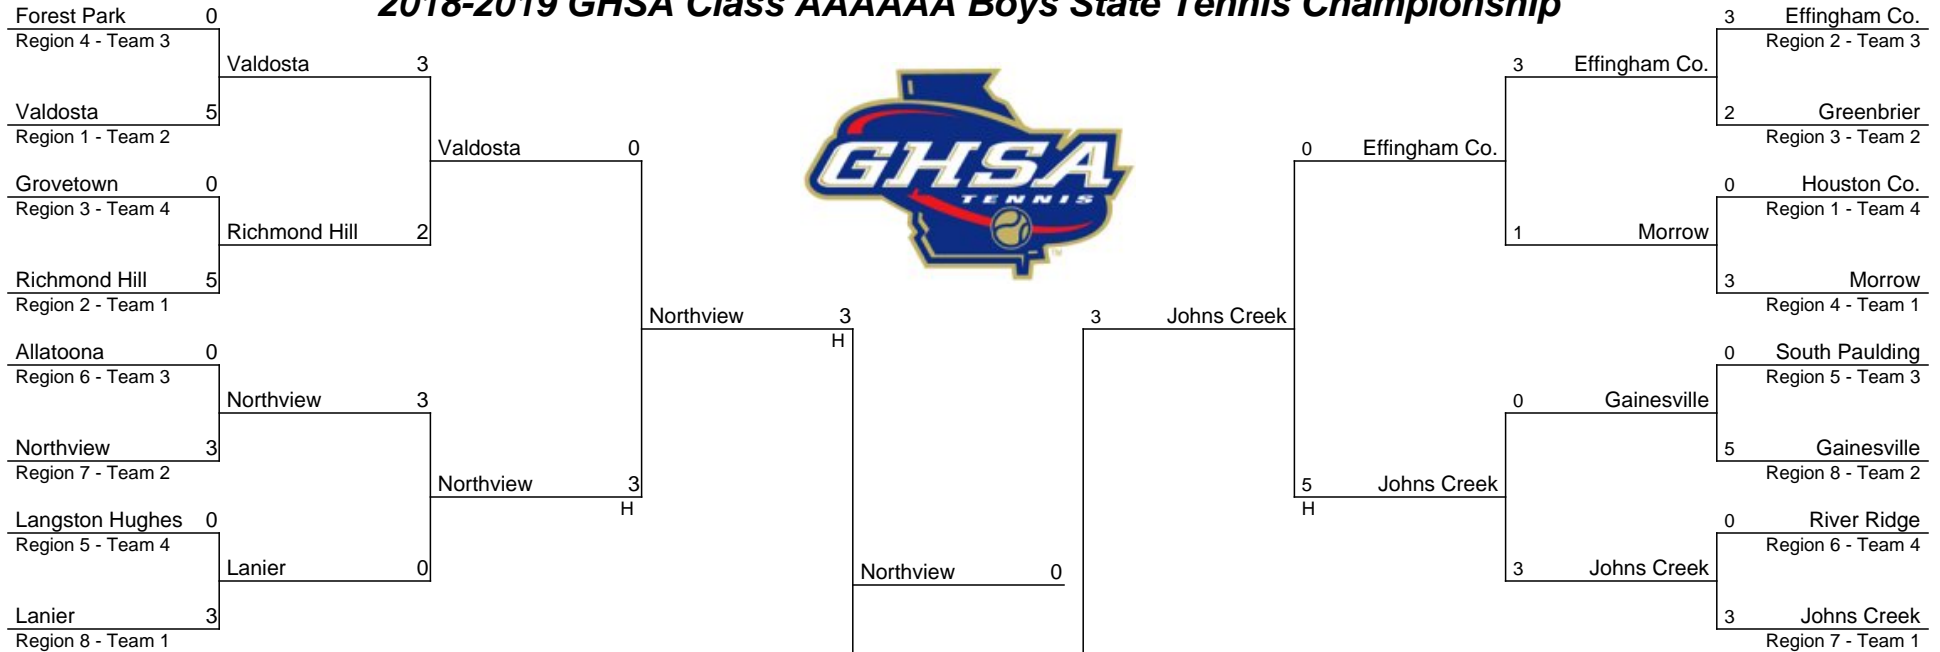 2018-2019 GHSA Class AAAAAA Boys State Tennis Championship
Forest Park 0
Region 4 - Team 3
Valdosta 3
Valdosta 5
Region 1 - Team 2
Valdosta 0
Grovetown 0
Region 3 - Team 4
Richmond Hill 2
Richmond Hill 5
Region 2 - Team 1
Northview 3
H
Allatoona 0
Region 6 - Team 3
Northview 3
Northview 3
Region 7 - Team 2
Northview 3
H
Langston Hughes 0
Region 5 - Team 4
Lanier 0
Lanier 3
Region 8 - Team 1
Northview 0
GHSA
TENNIS
TM
3 Effingham Co.
Region 2 - Team 3
3 Effingham Co.
2 Greenbrier
Region 3 - Team 2
0 Effingham Co.
0 Houston Co.
Region 1 - Team 4
1 Morrow
3 Morrow
Region 4 - Team 1
3 Johns Creek
0 South Paulding
Region 5 - Team 3
0 Gainesville
5 Gainesville
Region 8 - Team 2
5 Johns Creek
H
0 River Ridge
Region 6 - Team 4
3 Johns Creek
3 Johns Creek
Region 7 - Team 1